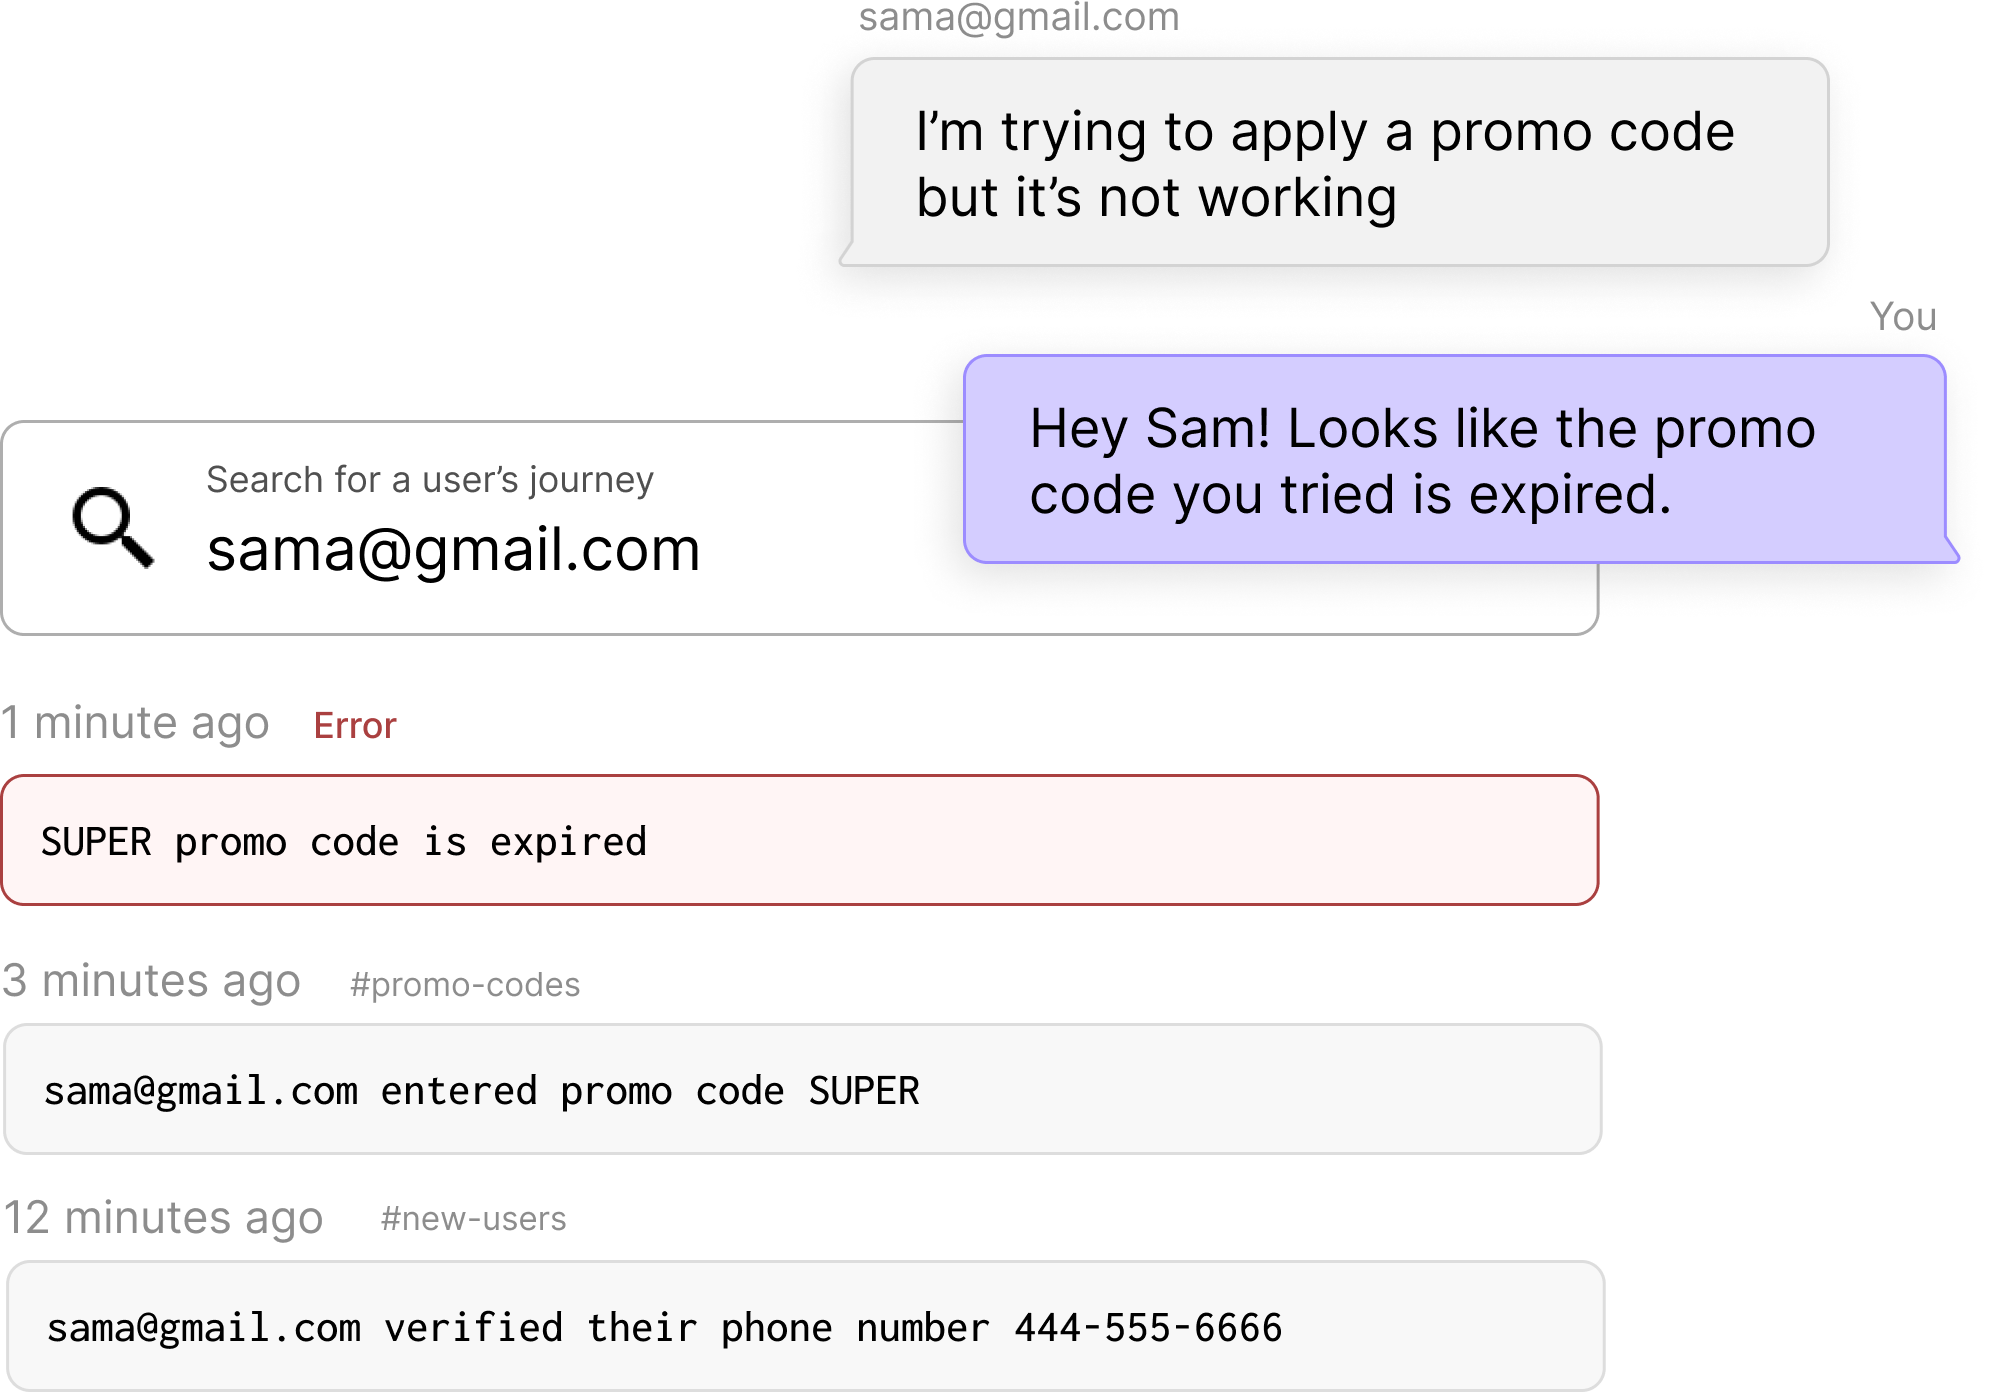 sama@gmail.com
I’m trying to apply a promo code
but it’s not working
You
Hey Sam! Looks like the promo
code you tried is expired.
Search for a user’s journey
sama@gmail.com
1 minute ago Error
SUPER promo code is expired
3 minutes ago #promo-codes
sama@gmail.com entered promo code SUPER
12 minutes ago #new-users
sama@gmail.com verified their phone number 444-555-6666